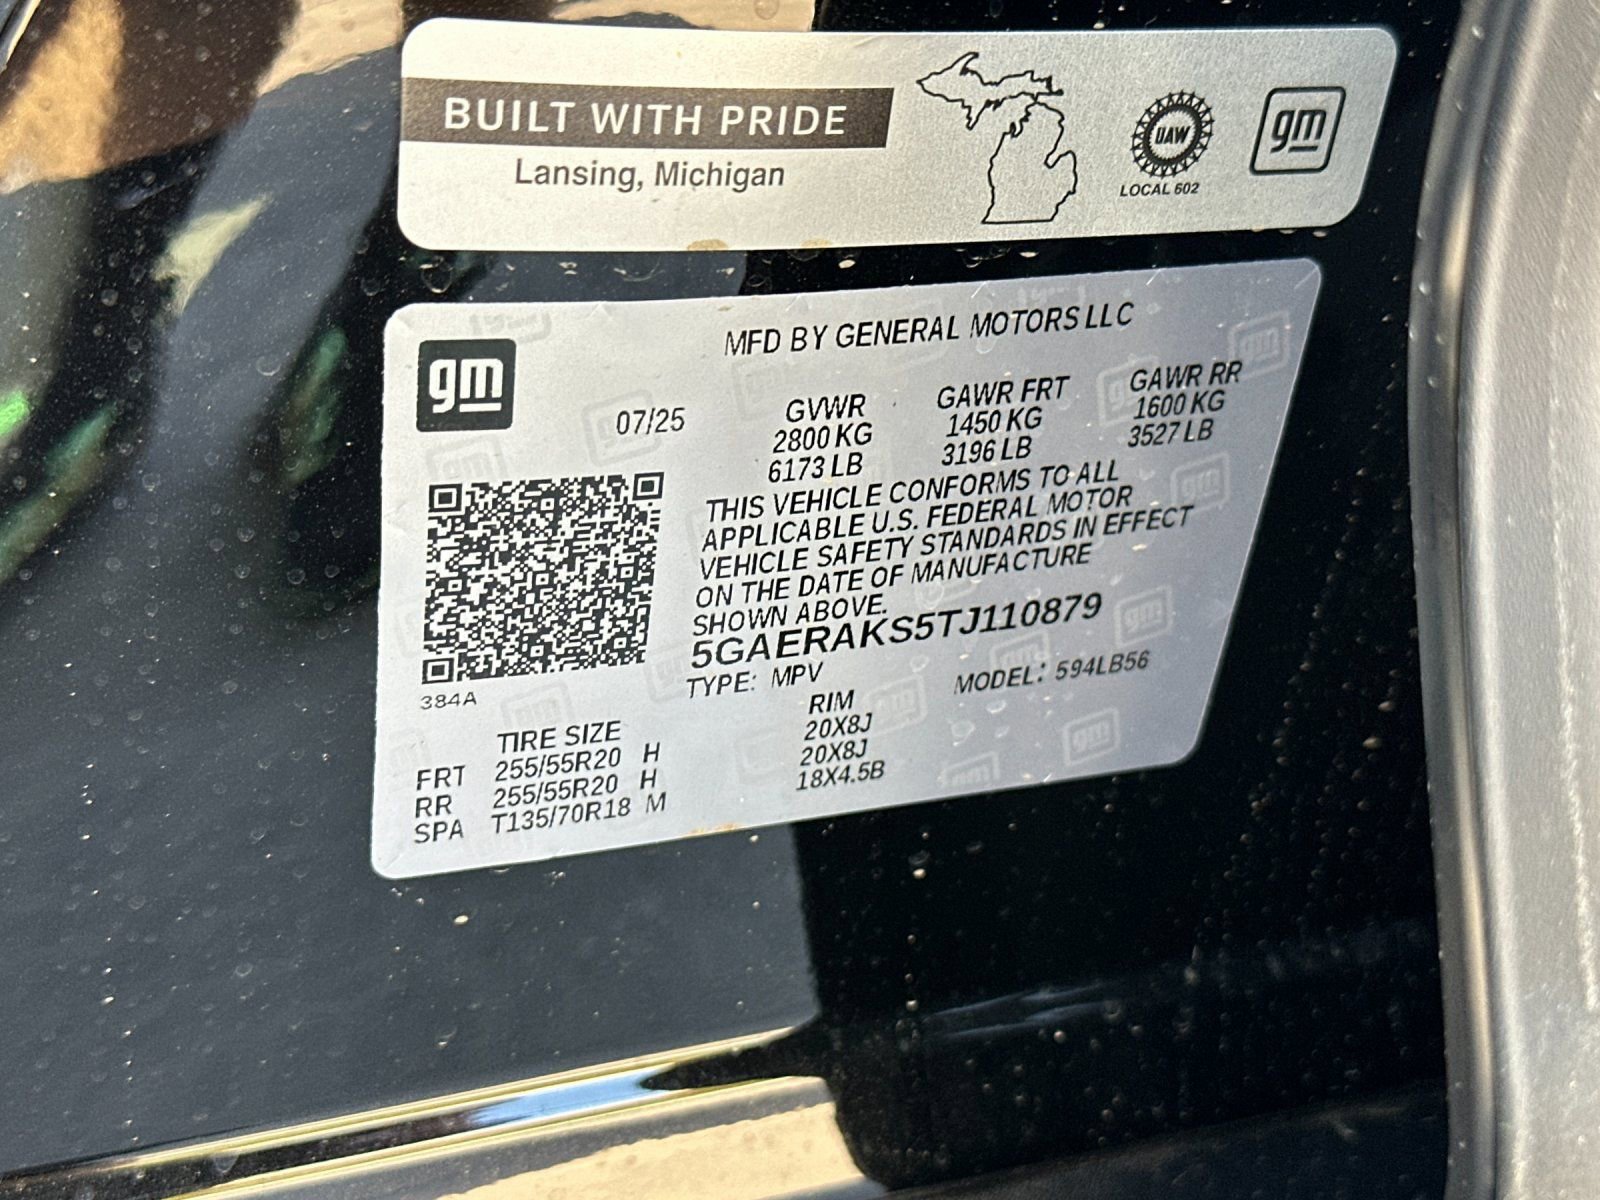 BUILT WITH PRIDE
Lansing, Michigan
UAW
LOCAL 602
gm
MFD BY GENERAL MOTORS LLC
gm
07/25
GVWR GAWR FRT GAWR RR
2800 KG 1450 KG 1600 KG
6173 LB 3196 LB 3527 LB
THIS VEHICLE CONFORMS TO ALL
APPLICABLE U.S. FEDERAL MOTOR
VEHICLE SAFETY STANDARDS IN EFFECT
ON THE DATE OF MANUFACTURE
SHOWN ABOVE.
5GAERAKS5TJ110879
TYPE: MPV MODEL: 594LB56
384A
TIRE SIZE RIM
FRT 255/55R20 H 20X8J
RR 255/55R20 H 20X8J
SPA T135/70R18 M 18X4.5B